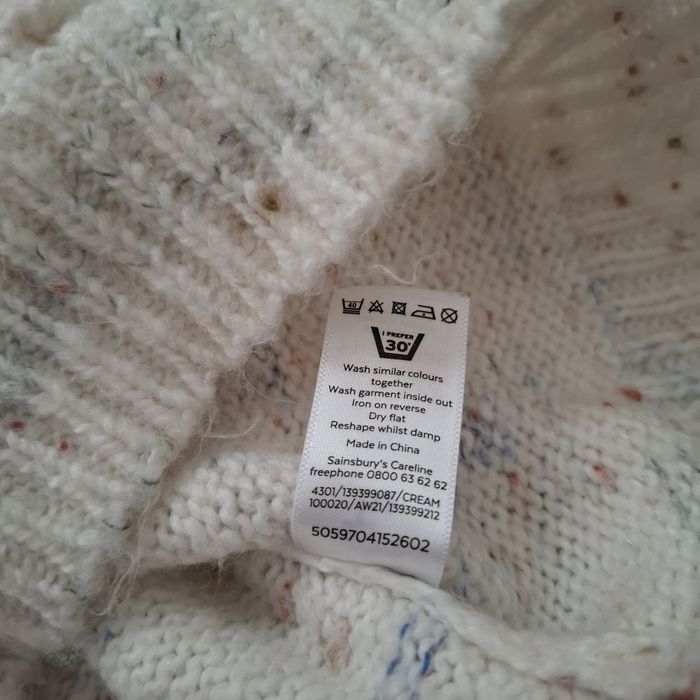 40
I PREFER
30°
Wash similar colours
together
Wash garment inside out
Iron on reverse
Dry flat
Reshape whilst damp
Made in China
Sainsbury's Careline
freephone 0800 63 62 62
4301/139399087/CREAM
100020/AW21/139399212
5059704152602